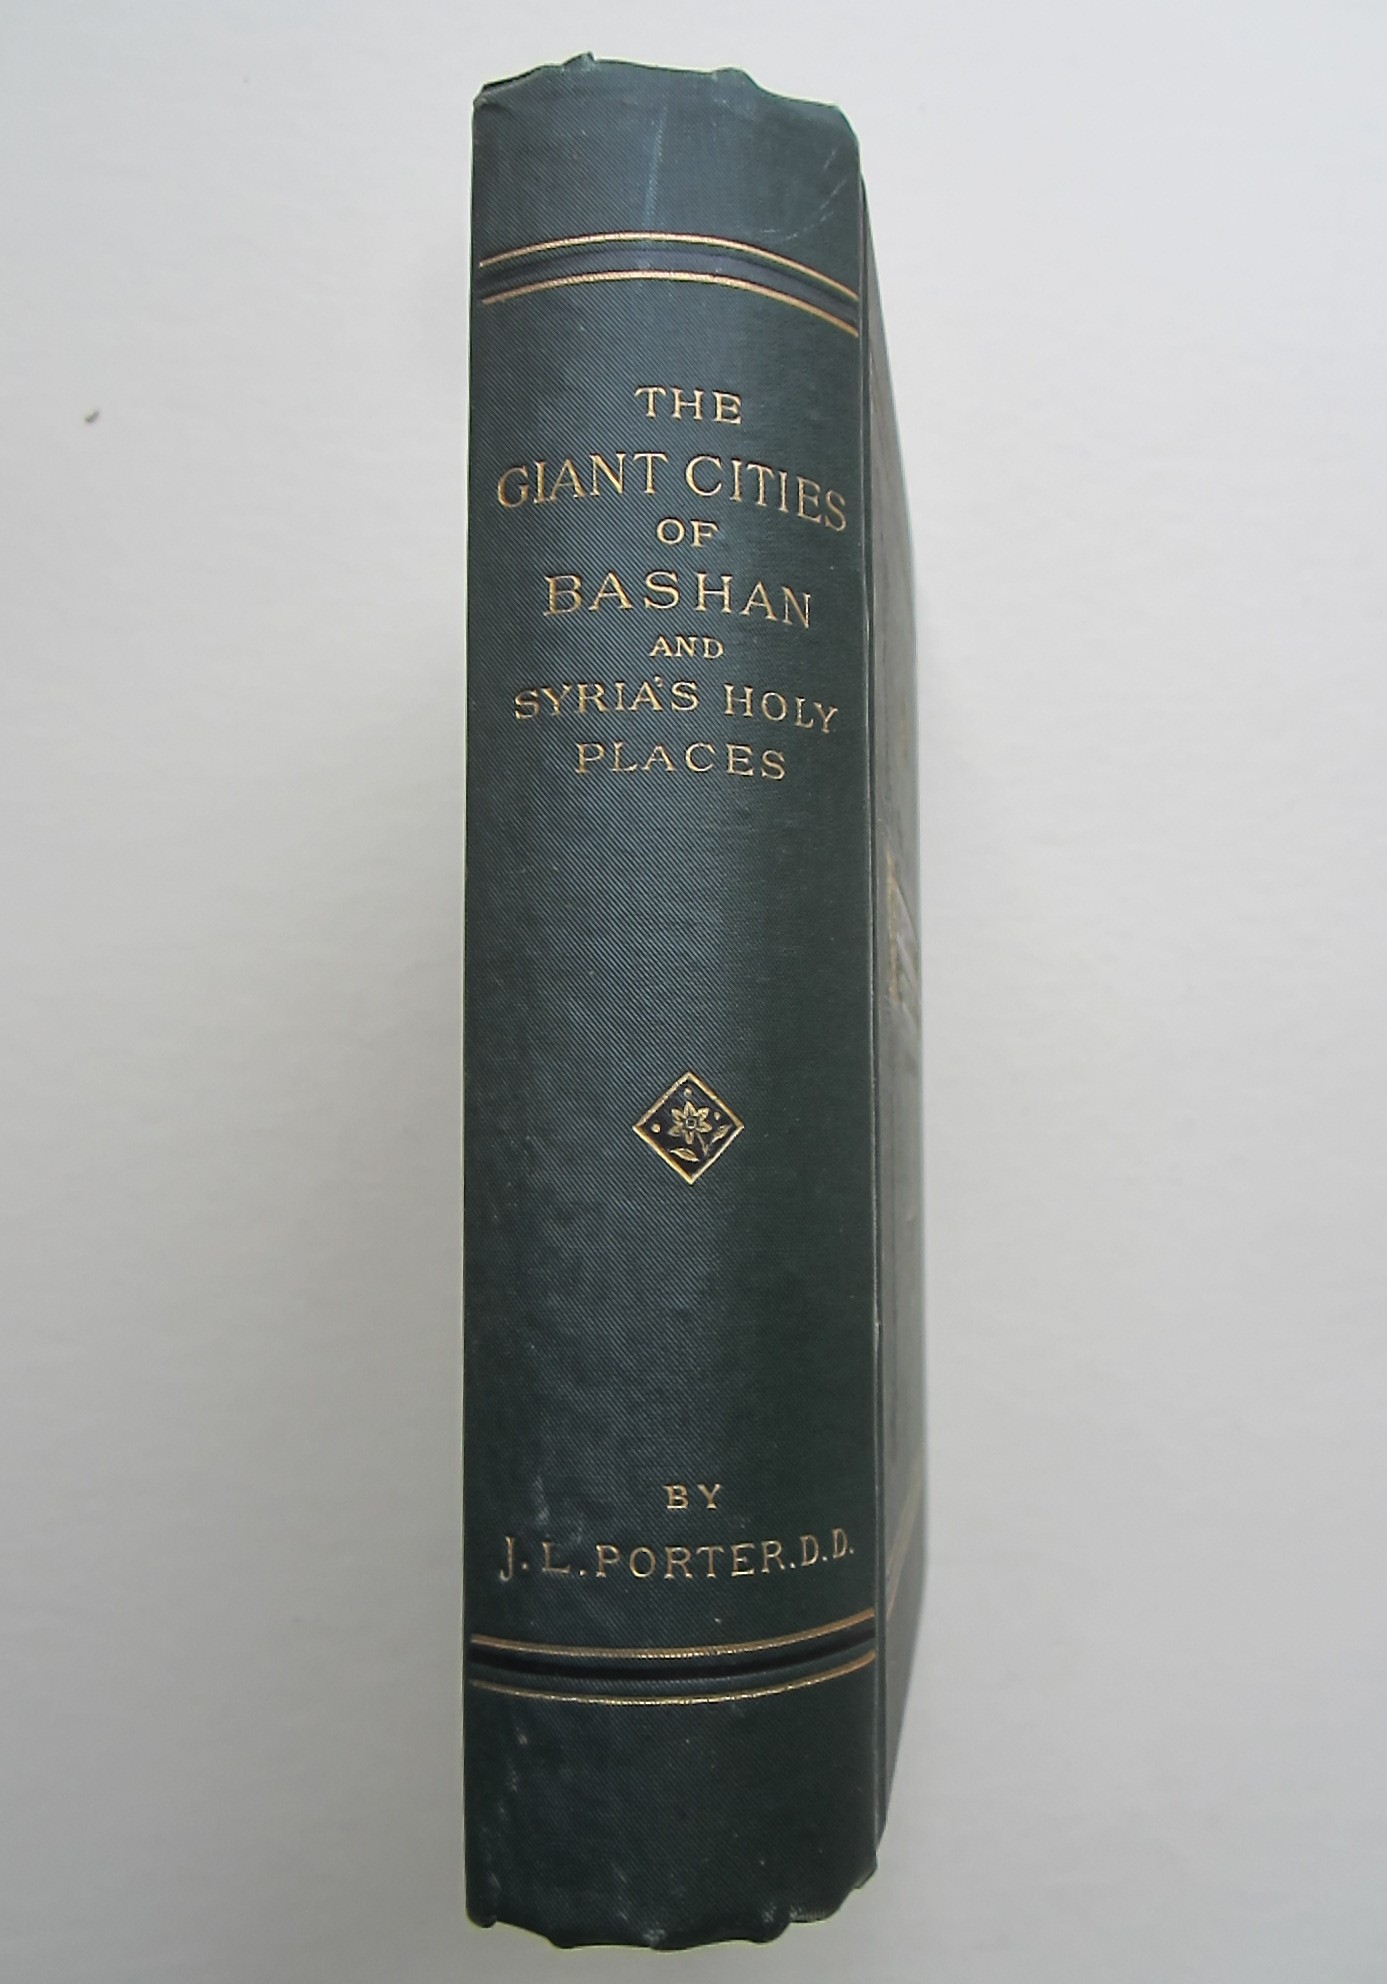 THE
GIANT CITIES
OF
BASHAN
AND
SYRIA'S HOLY
PLACES
BY
J. L. PORTER. D. D.